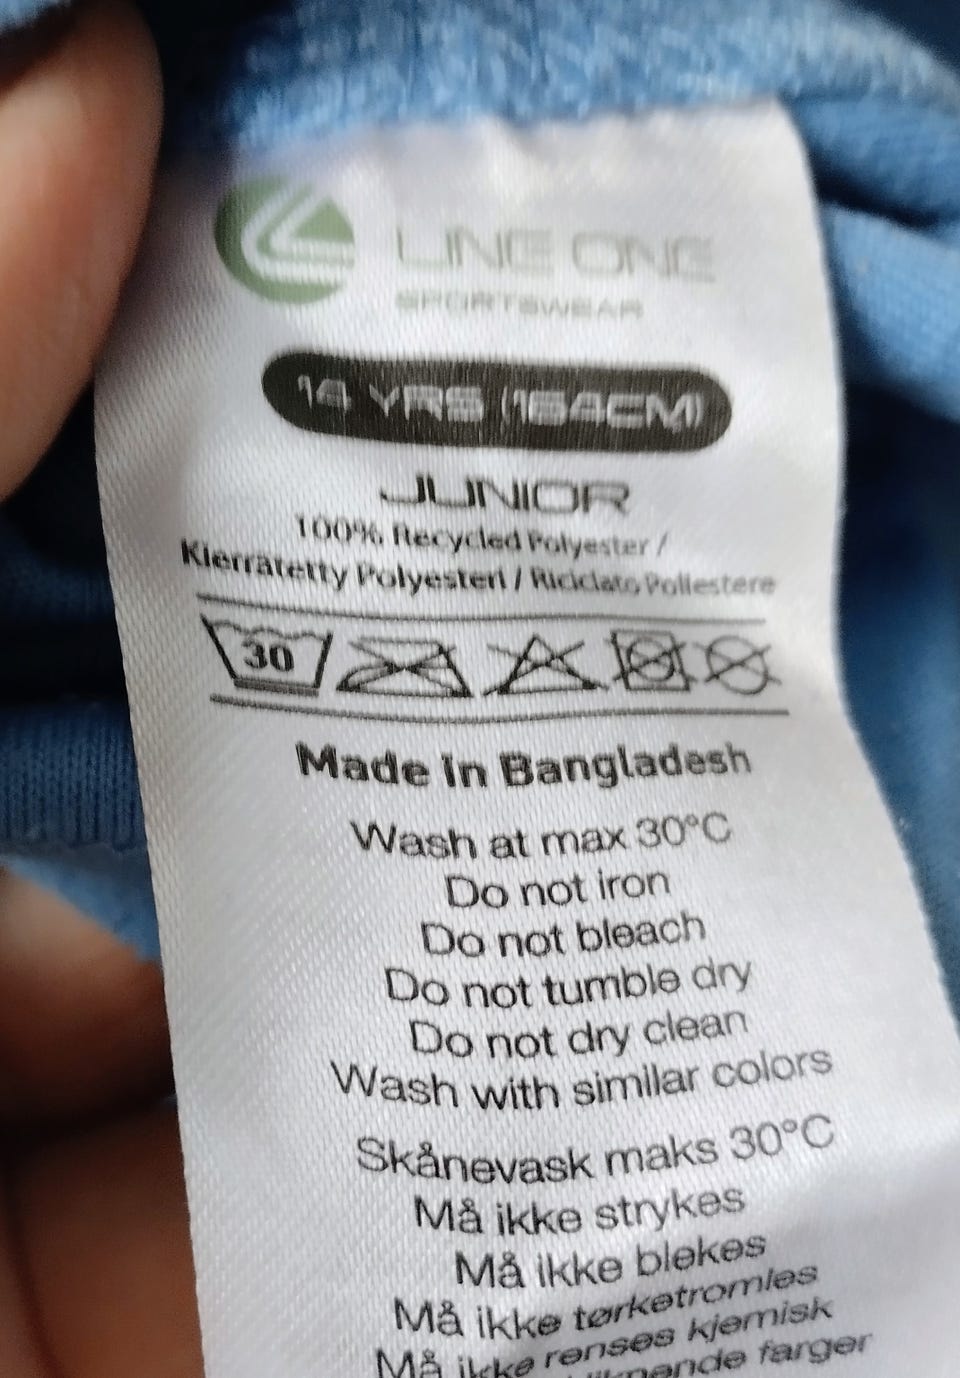 LINE ONE
SPORTSWEAR
14 YRS (164CM)
JUNIOR
100% Recycled Polyester /
Kierrätetty Polyesteri / Riciclato Poliestere
30
Made in Bangladesh
Wash at max 30°C
Do not iron
Do not bleach
Do not tumble dry
Do not dry clean
Wash with similar colors
Skånevask maks 30°C
Må ikke strykes
Må ikke blekes
Må ikke tørketromles
Må ikke renses kjemisk
farger